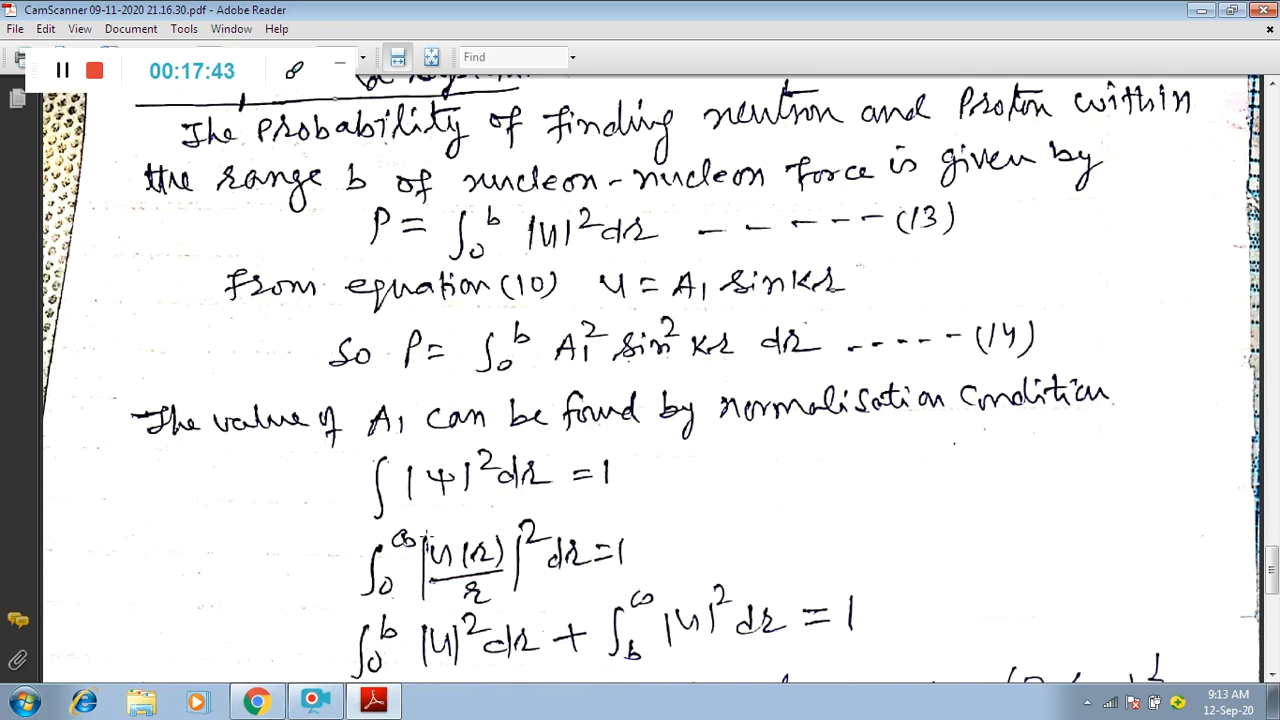 CamScanner 09-11-2020 21.16.30.pdf - Adobe Reader
File Edit View Document Tools Window Help
00:17:43
Find
The Probability of finding neutron and Proton within
the range b of nucleon-nucleon force is given by
P = ∫₀ᵇ |u|² dr ------ (13)
From equation (10) u = A₁ sin kr
So P = ∫₀ᵇ A₁² sin² kr dr ..... - (14)
The value of A₁ can be found by normalisation Condition
∫ |ψ|² dr = 1
∫₀^∞ |u(r)/r|² dr = 1
∫₀ᵇ |u|² dr + ∫_b^∞ |u|² dr = 1
9:13 AM
12-Sep-20